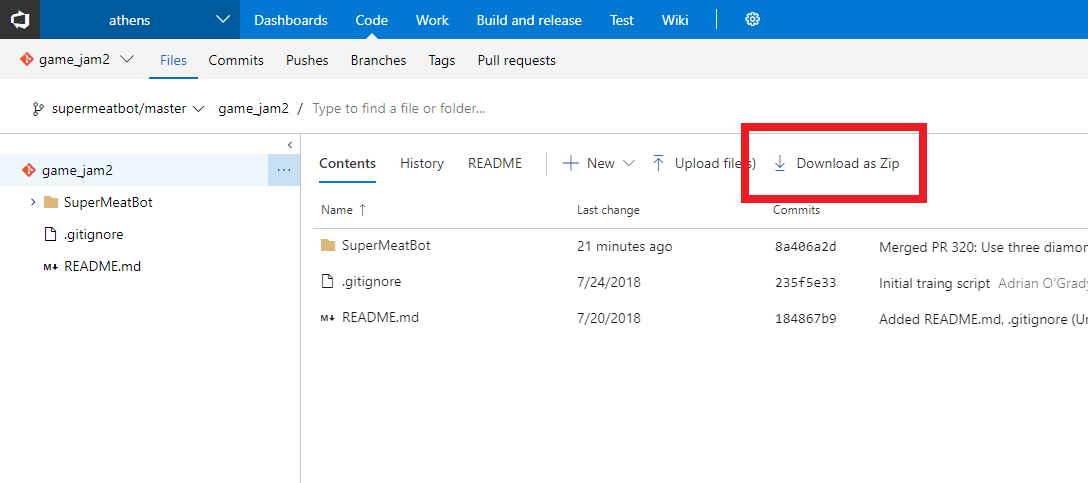 athens Dashboards Code Work Build and release Test Wiki
game_jam2 Files Commits Pushes Branches Tags Pull requests
supermeatbot/master game_jam2 / Type to find a file or folder...
game_jam2 ...
SuperMeatBot
.gitignore
M↓ README.md
Contents History README New Upload file(s) Download as Zip
Name ↑ Last change Commits
SuperMeatBot 21 minutes ago 8a406a2d Merged PR 320: Use three diamon
.gitignore 7/24/2018 235f5e33 Initial traing script Adrian O'Grady
M↓ README.md 7/20/2018 184867b9 Added README.md, .gitignore (Un